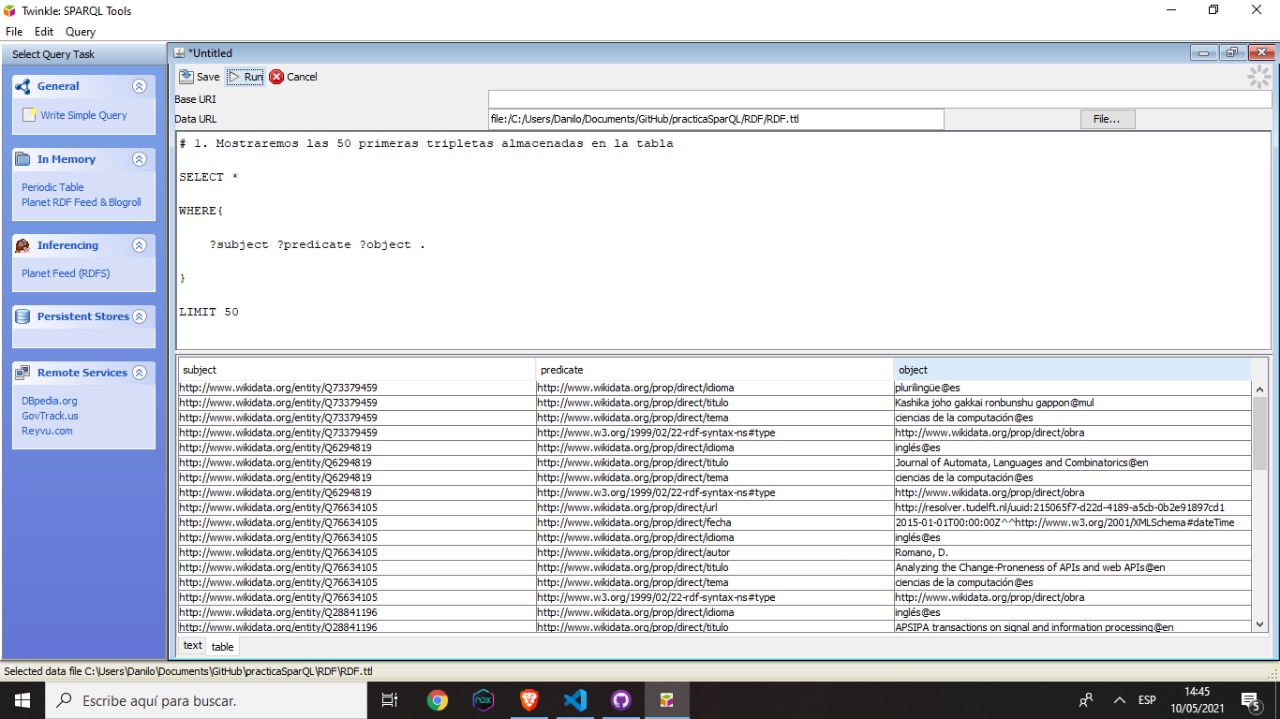 Twinkle: SPARQL Tools
File Edit Query
Select Query Task
*Untitled
General
Write Simple Query
In Memory
Periodic Table
Planet RDF Feed & Blogroll
Inferencing
Planet Feed (RDFS)
Persistent Stores
Remote Services
DBpedia.org
GovTrack.us
Reyvu.com
Save Run Cancel
Base URI
Data URL file:/C:/Users/Danilo/Documents/GitHub/practicaSparQL/RDF/RDF.ttl File...
# 1. Mostraremos las 50 primeras tripletas almacenadas en la tabla
SELECT *
WHERE{
?subject ?predicate ?object .
}
LIMIT 50
subject predicate object
http://www.wikidata.org/entity/Q73379459 http://www.wikidata.org/prop/direct/idioma plurilingüe@es
http://www.wikidata.org/entity/Q73379459 http://www.wikidata.org/prop/direct/titulo Kashika joho gakkai ronbunshu gappon@mul
http://www.wikidata.org/entity/Q73379459 http://www.wikidata.org/prop/direct/tema ciencias de la computación@es
http://www.wikidata.org/entity/Q73379459 http://www.w3.org/1999/02/22-rdf-syntax-ns#type http://www.wikidata.org/prop/direct/obra
http://www.wikidata.org/entity/Q6294819 http://www.wikidata.org/prop/direct/idioma inglés@es
http://www.wikidata.org/entity/Q6294819 http://www.wikidata.org/prop/direct/titulo Journal of Automata, Languages and Combinatorics@en
http://www.wikidata.org/entity/Q6294819 http://www.wikidata.org/prop/direct/tema ciencias de la computación@es
http://www.wikidata.org/entity/Q6294819 http://www.w3.org/1999/02/22-rdf-syntax-ns#type http://www.wikidata.org/prop/direct/obra
http://www.wikidata.org/entity/Q76634105 http://www.wikidata.org/prop/direct/url http://resolver.tudelft.nl/uuid:215065f7-d22d-4189-a5cb-0b2e91897cd1
http://www.wikidata.org/entity/Q76634105 http://www.wikidata.org/prop/direct/fecha 2015-01-01T00:00:00Z^^http://www.w3.org/2001/XMLSchema#dateTime
http://www.wikidata.org/entity/Q76634105 http://www.wikidata.org/prop/direct/idioma inglés@es
http://www.wikidata.org/entity/Q76634105 http://www.wikidata.org/prop/direct/autor Romano, D.
http://www.wikidata.org/entity/Q76634105 http://www.wikidata.org/prop/direct/titulo Analyzing the Change-Proneness of APIs and web APIs@en
http://www.wikidata.org/entity/Q76634105 http://www.wikidata.org/prop/direct/tema ciencias de la computación@es
http://www.wikidata.org/entity/Q76634105 http://www.w3.org/1999/02/22-rdf-syntax-ns#type http://www.wikidata.org/prop/direct/obra
http://www.wikidata.org/entity/Q28841196 http://www.wikidata.org/prop/direct/idioma inglés@es
http://www.wikidata.org/entity/Q28841196 http://www.wikidata.org/prop/direct/titulo APSIPA transactions on signal and information processing@en
text table
Selected data file C:\Users\Danilo\Documents\GitHub\practicaSparQL\RDF\RDF.ttl
Escribe aquí para buscar.
nox
ESP
14:45
10/05/2021
5